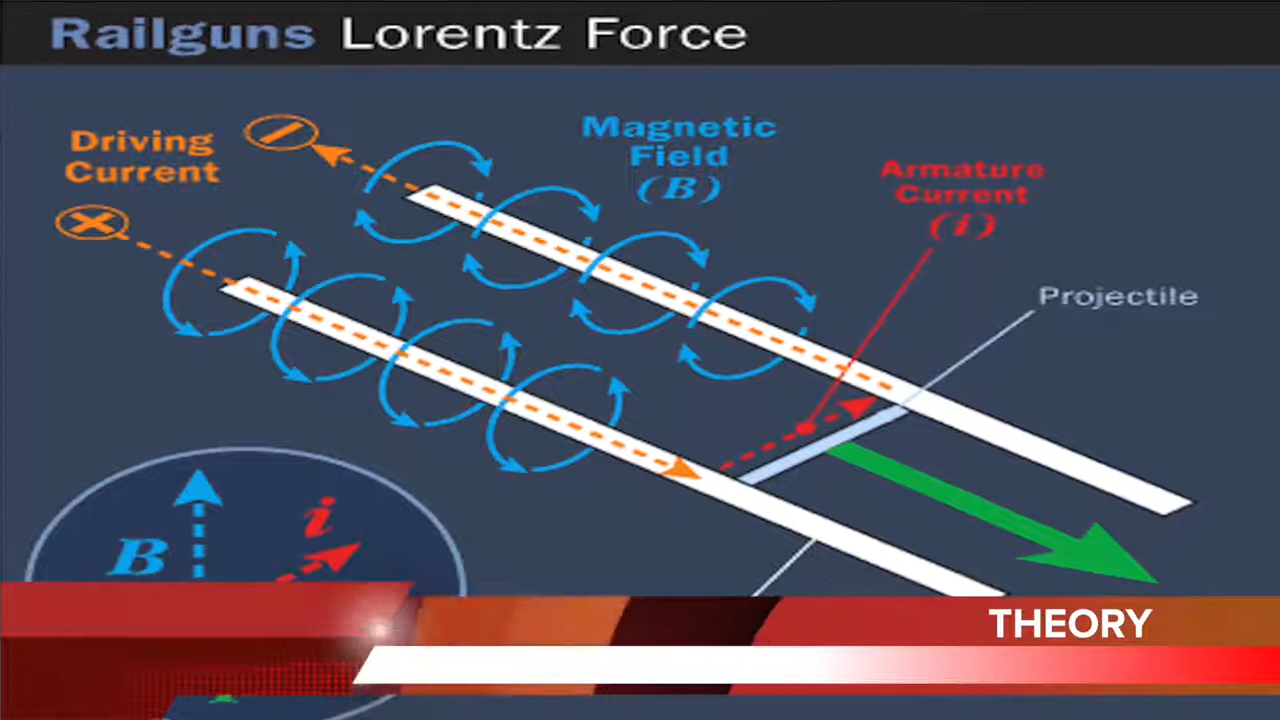 Railguns Lorentz Force
Driving
Current
Magnetic
Field
(B)
Armature
Current
(i)
Projectile
B
i
THEORY